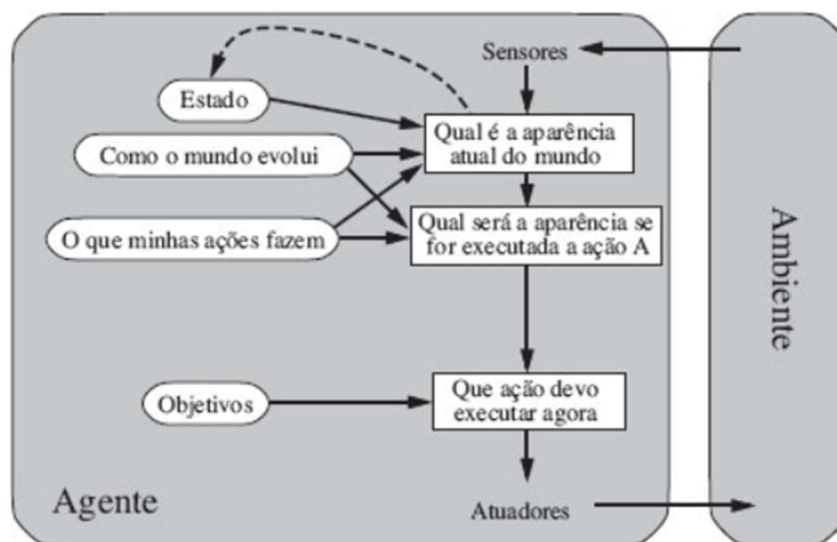 Sensores
Estado
Qual é a aparência
atual do mundo
Como o mundo evolui
Qual será a aparência se
for executada a ação A
O que minhas ações fazem
Ambiente
Que ação devo
executar agora
Objetivos
Agente
Atuadores